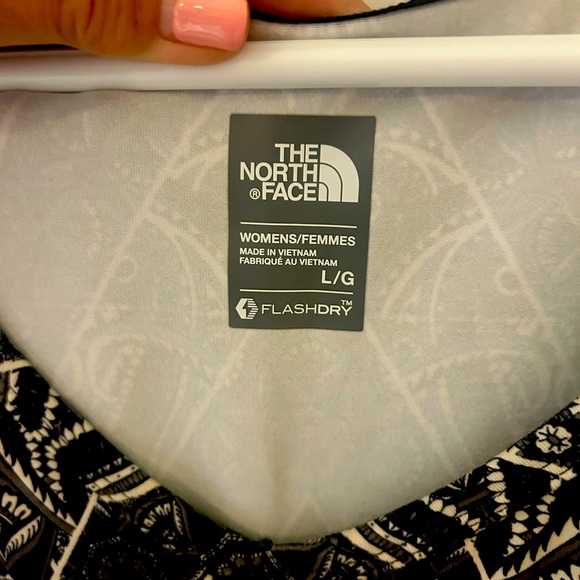 THE
NORTH
® FACE
WOMENS/FEMMES
MADE IN VIETNAM
FABRIQUÉ AU VIETNAM
L/G
FLASHDRY™